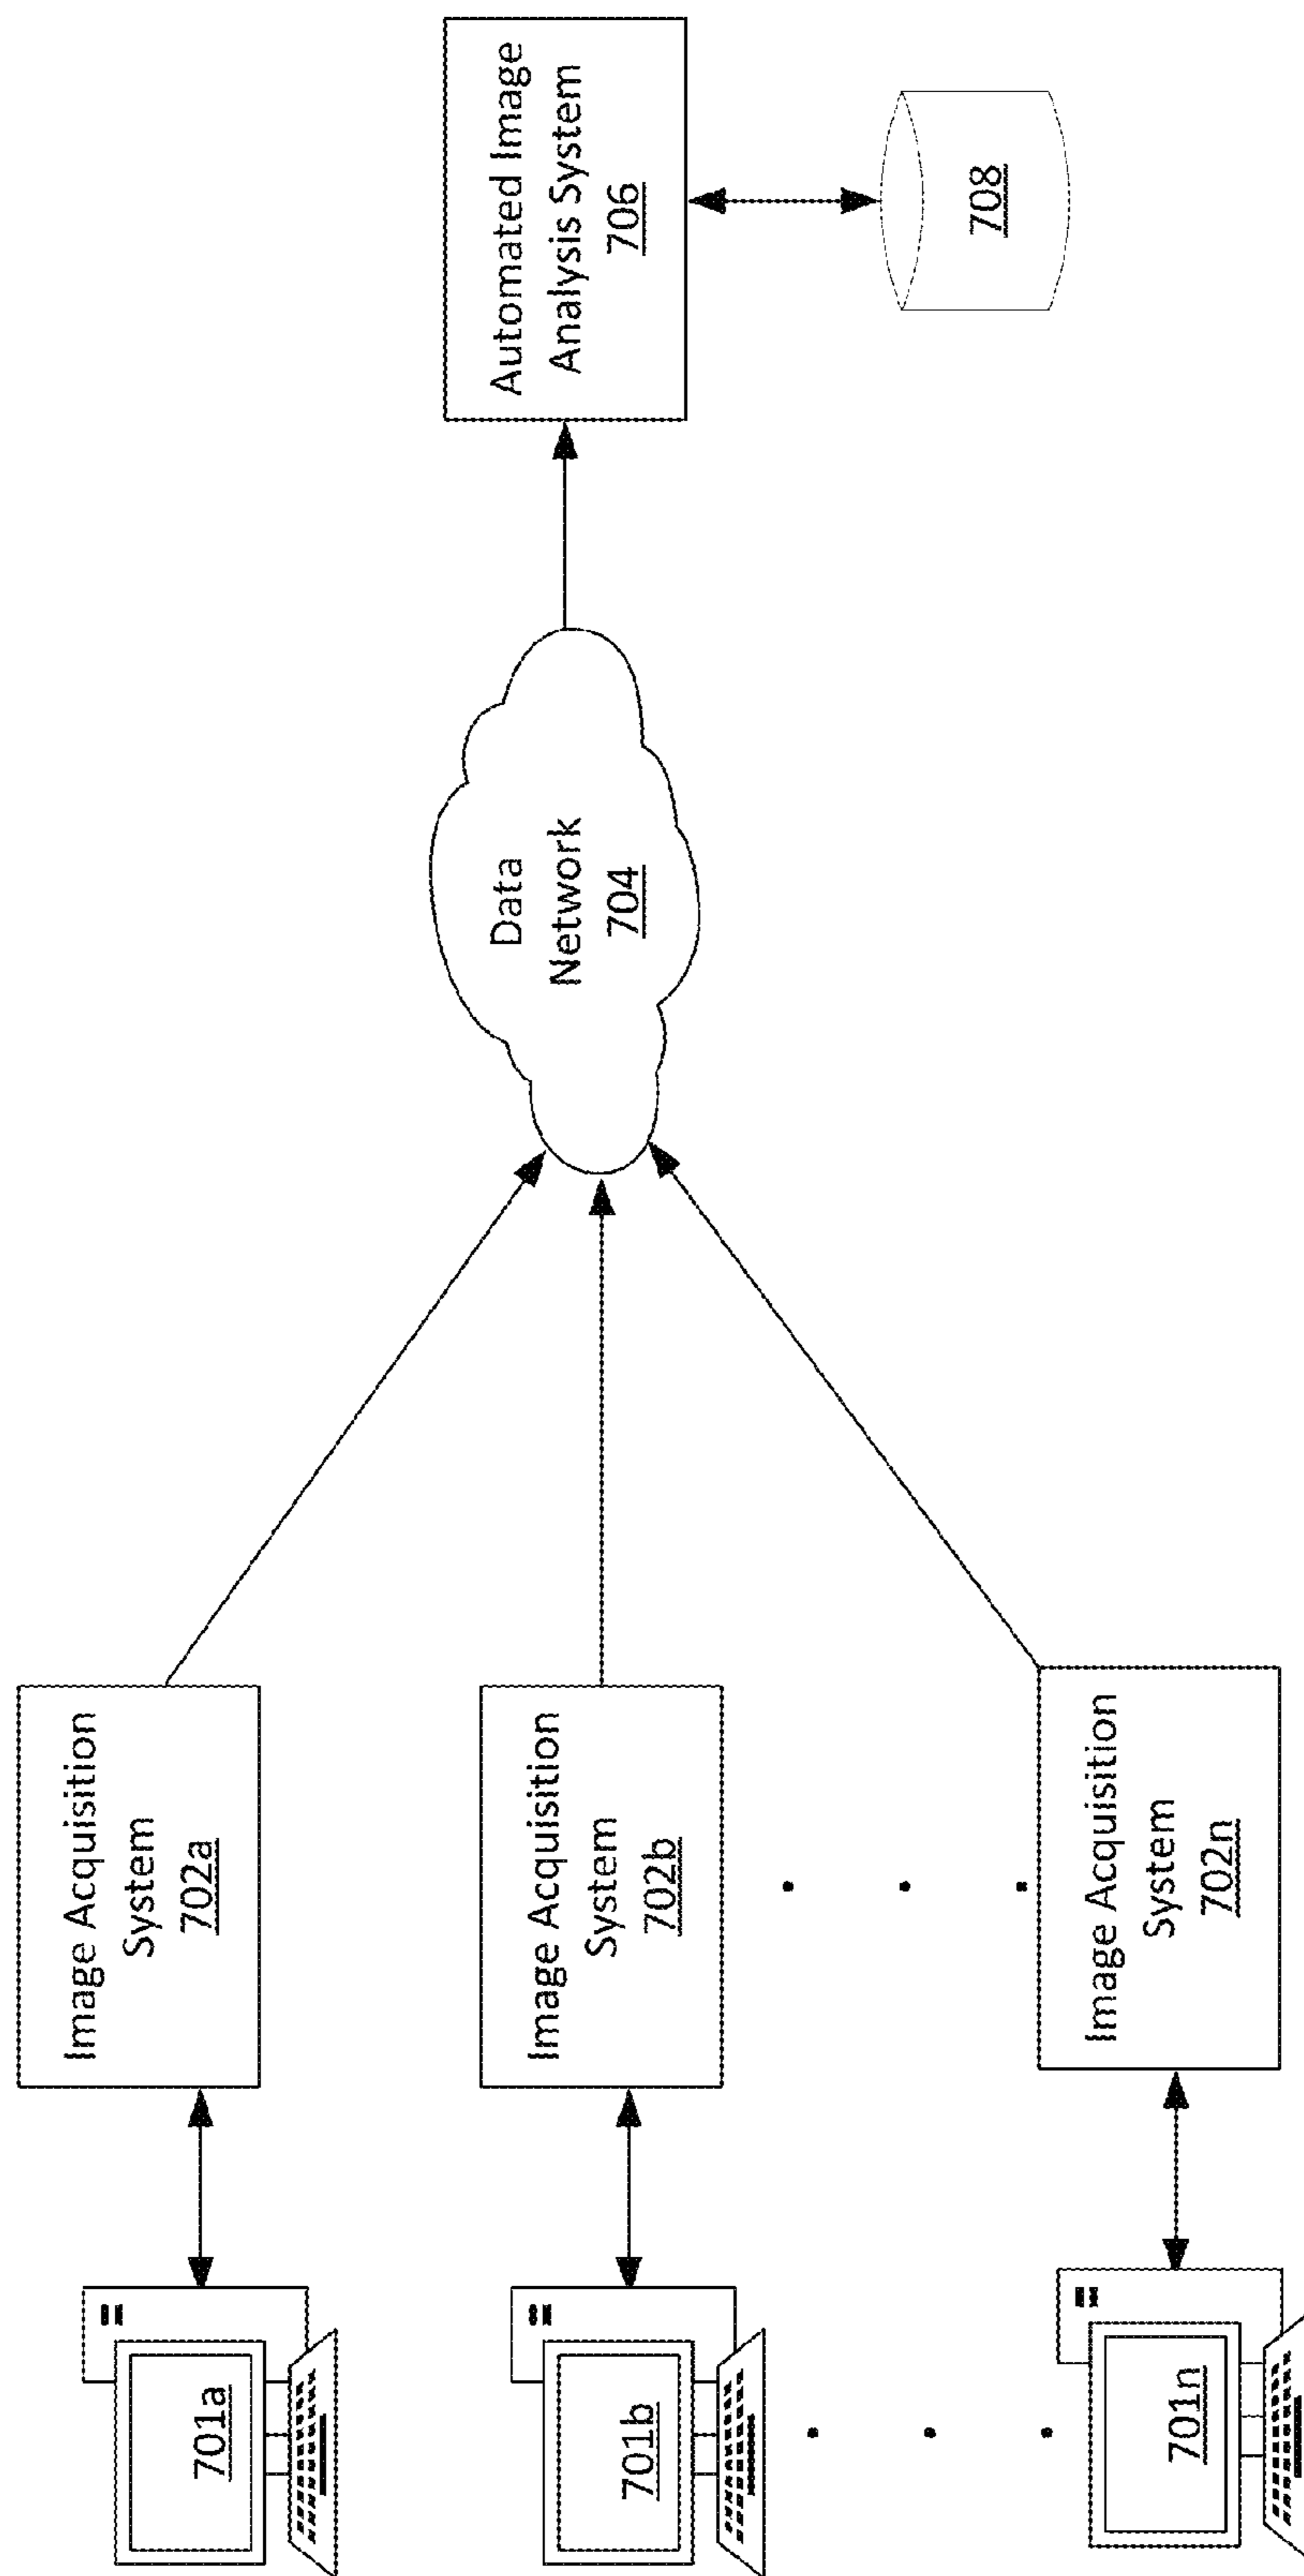 701a
Image Acquisition
System
702a
701b
Image Acquisition
System
702b
701n
Image Acquisition
System
702n
Data
Network
704
Automated Image
Analysis System
706
708